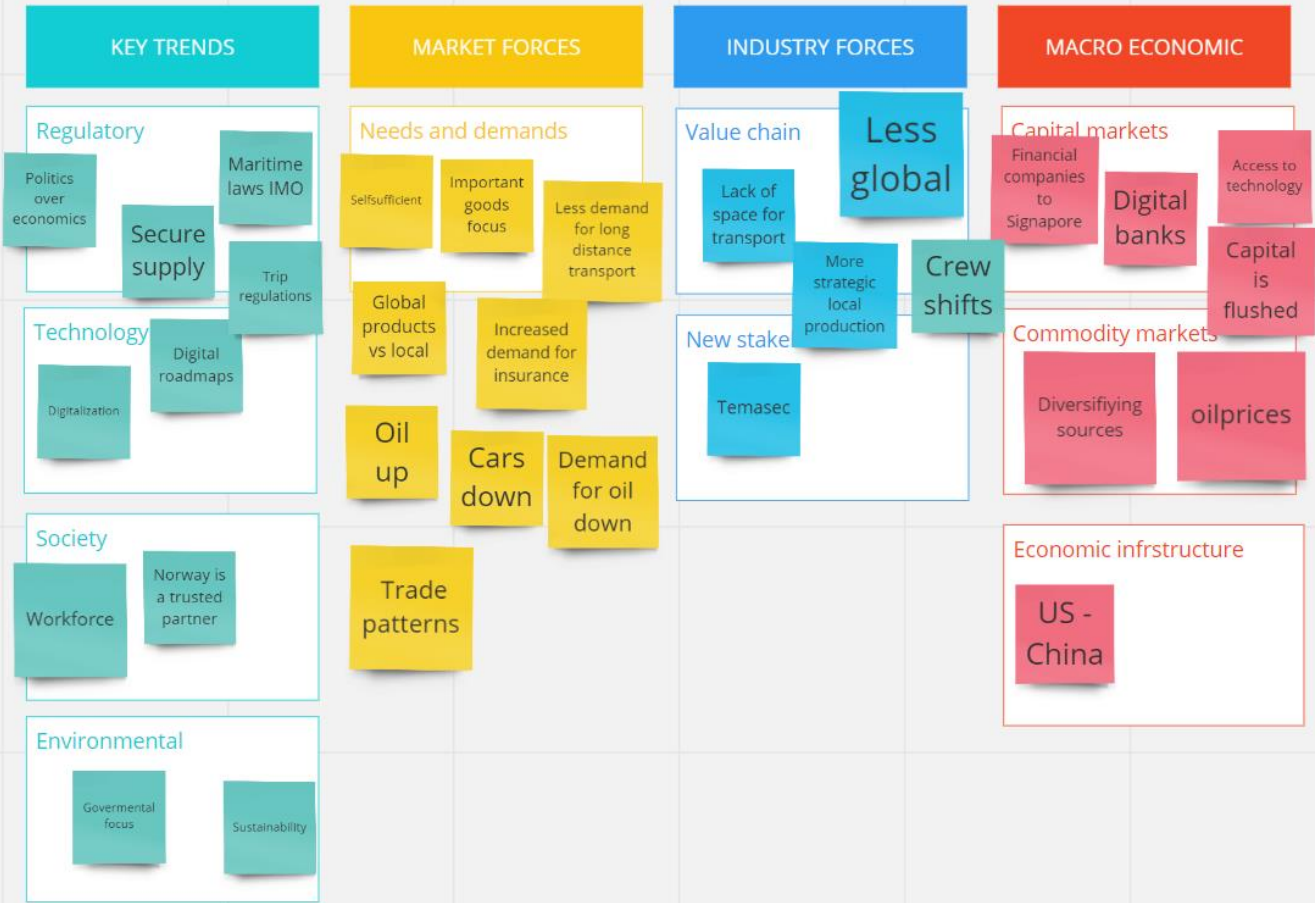 KEY TRENDS
Regulatory
Politics
over
economics
Secure
supply
Maritime
laws IMO
Trip
regulations
Technology
Digital
roadmaps
Digitalization
Society
Workforce
Norway is
a trusted
partner
Environmental
Govermental
focus
Sustainability
MARKET FORCES
Needs and demands
Selfsufficient
Important
goods
focus
Less demand
for long
distance
transport
Global
products
vs local
Increased
demand for
insurance
Oil
up
Cars
down
Demand
for oil
down
Trade
patterns
INDUSTRY FORCES
Value chain
Less
global
Lack of
space for
transport
More
strategic
local
production
Crew
shifts
New stake
Temasec
MACRO ECONOMIC
Capital markets
Financial
companies
to
Signapore
Digital
banks
Access to
technology
Capital
is
flushed
Commodity markets
Diversifiying
sources
oilprices
Economic infrstructure
US -
China